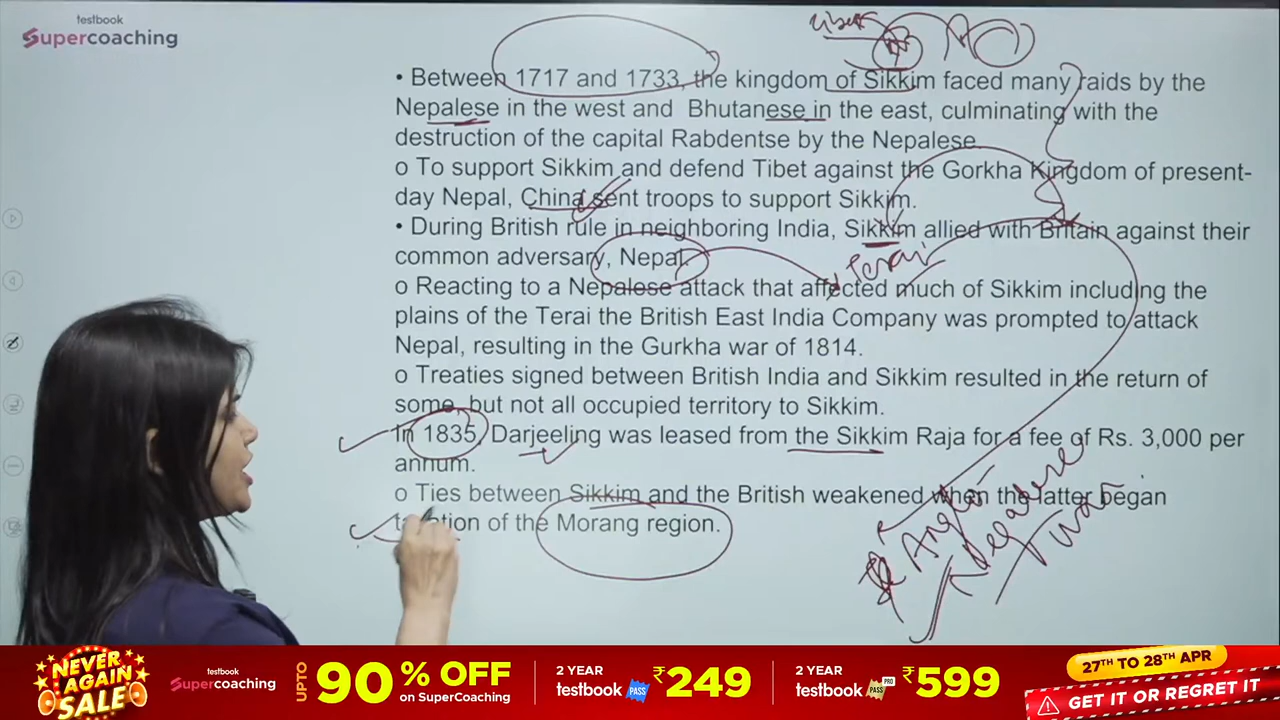 testbook
Supercoaching
Tibet
• Between 1717 and 1733, the kingdom of Sikkim faced many raids by the
Nepalese in the west and Bhutanese in the east, culminating with the
destruction of the capital Rabdentse by the Nepalese.
o To support Sikkim and defend Tibet against the Gorkha Kingdom of present-
day Nepal, China sent troops to support Sikkim.
• During British rule in neighboring India, Sikkim allied with Britain against their
common adversary, Nepal.
Terai
o Reacting to a Nepalese attack that affected much of Sikkim including the
plains of the Terai the British East India Company was prompted to attack
Nepal, resulting in the Gurkha war of 1814.
o Treaties signed between British India and Sikkim resulted in the return of
some, but not all occupied territory to Sikkim.
In 1835, Darjeeling was leased from the Sikkim Raja for a fee of Rs. 3,000 per
annum.
o Ties between Sikkim and the British weakened when the latter began
taxation of the Morang region.
Anglo
Nepalese
NEVER
AGAIN
SALE
testbook
Supercoaching
UPTO
90% OFF
on SuperCoaching
2 YEAR
testbook PASS
₹249
2 YEAR
testbook PASS PRO
₹599
27TH TO 28TH APR
GET IT OR REGRET IT